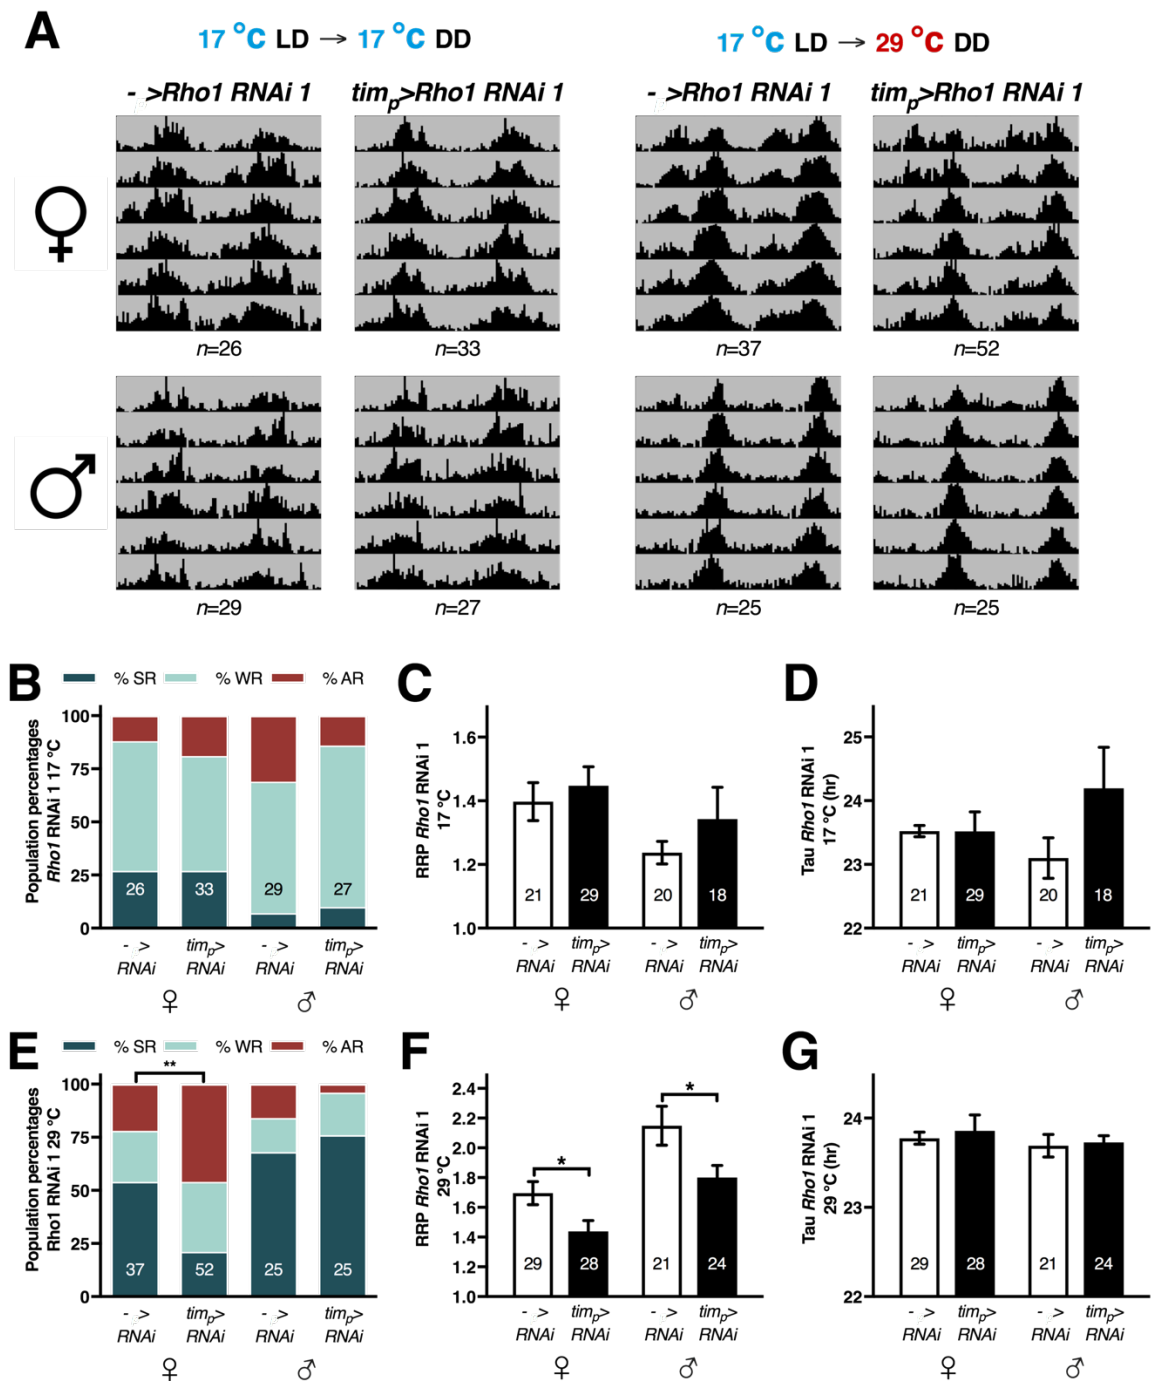 A
17 °C LD → 17 °C DD
17 °C LD → 29 °C DD
- >Rho1 RNAi 1
timp>Rho1 RNAi 1
- >Rho1 RNAi 1
timp>Rho1 RNAi 1
♀
n=26
n=33
n=37
n=52
♂
n=29
n=27
n=25
n=25
B
% SR
% WR
% AR
Population percentages
Rho1 RNAi 1 17 °C
100
75
50
25
0
26
33
29
27
- >
RNAi
timp>
RNAi
- >
RNAi
timp>
RNAi
♀
♂
C
RRP Rho1 RNAi 1
17 °C
1.6
1.4
1.2
1.0
21
29
20
18
- >
RNAi
timp>
RNAi
- >
RNAi
timp>
RNAi
♀
♂
D
Tau Rho1 RNAi 1
17 °C (hr)
25
24
23
22
21
29
20
18
- >
RNAi
timp>
RNAi
- >
RNAi
timp>
RNAi
♀
♂
E
% SR
% WR
% AR
**
Population percentages
Rho1 RNAi 1 29 °C
100
75
50
25
0
37
52
25
25
- >
RNAi
timp>
RNAi
- >
RNAi
timp>
RNAi
♀
♂
F
RRP Rho1 RNAi 1
29 °C
2.4
2.2
2.0
1.8
1.6
1.4
1.2
1.0
*
*
29
28
21
24
- >
RNAi
timp>
RNAi
- >
RNAi
timp>
RNAi
♀
♂
G
Tau Rho1 RNAi 1
29 °C (hr)
24
23
22
29
28
21
24
- >
RNAi
timp>
RNAi
- >
RNAi
timp>
RNAi
♀
♂